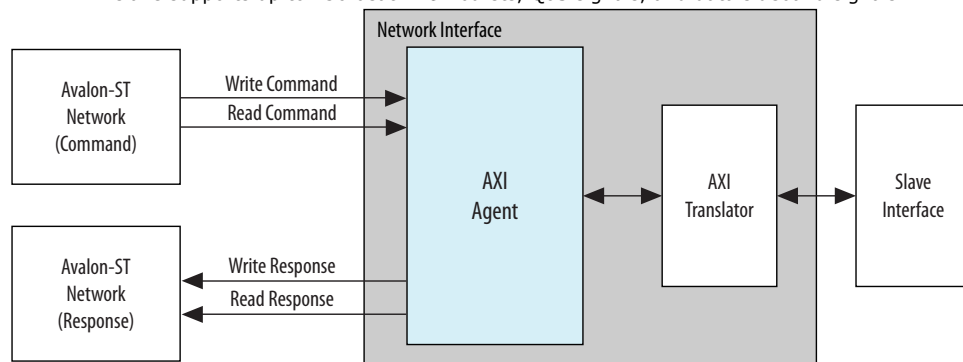 Network Interface
Avalon-ST
Network
(Command)
Write Command
Read Command
AXI
Agent
AXI
Translator
Slave
Interface
Avalon-ST
Network
(Response)
Write Response
Read Response